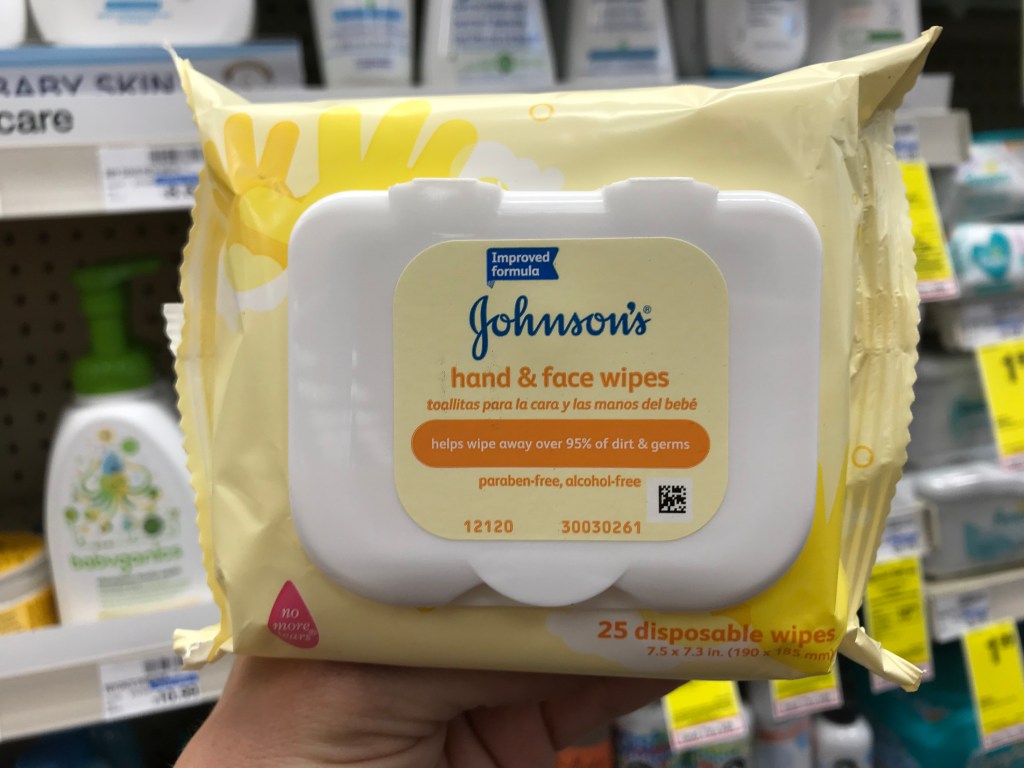 BABY SKIN
care
Improved
formula
Johnson's®
hand & face wipes
toallitas para la cara y las manos del bebé
helps wipe away over 95% of dirt & germs
paraben-free, alcohol-free
12120 30030261
no
more
tears®
25 disposable wipes
7.5 x 7.3 in. (190 x 185 mm)
babyganics